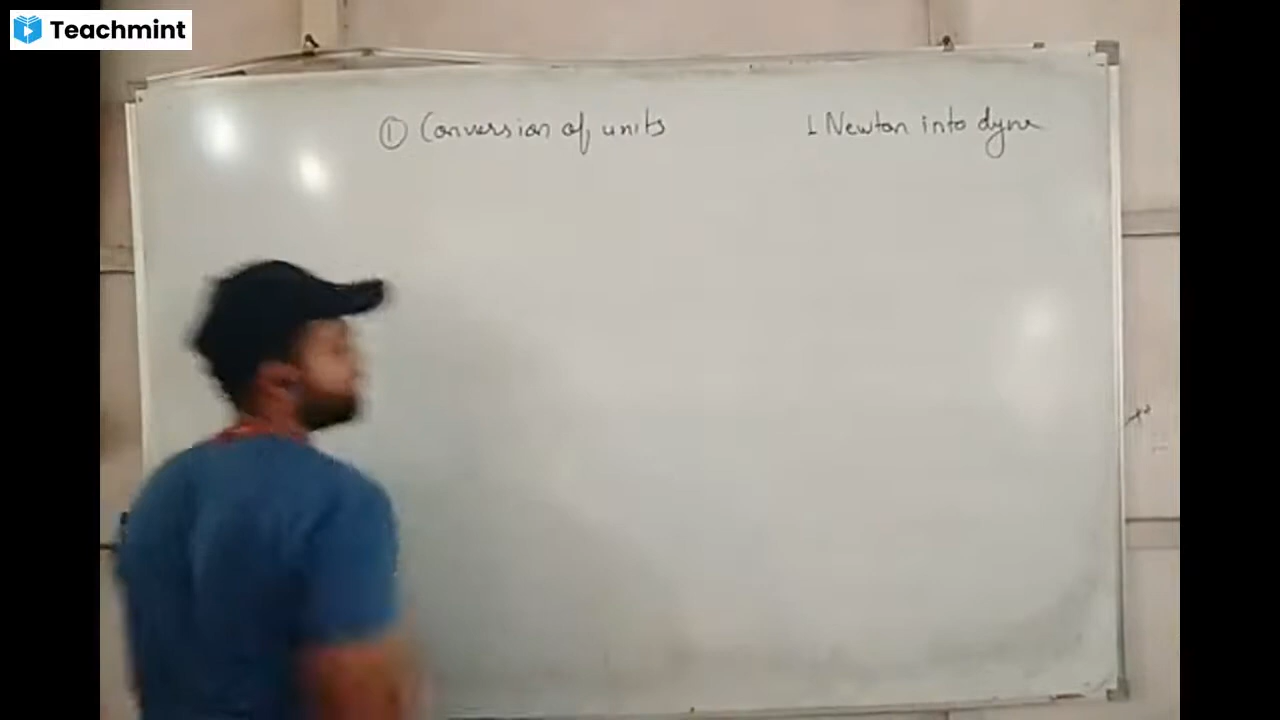 Teachmint
① Conversion of units
1 Newton into dyne